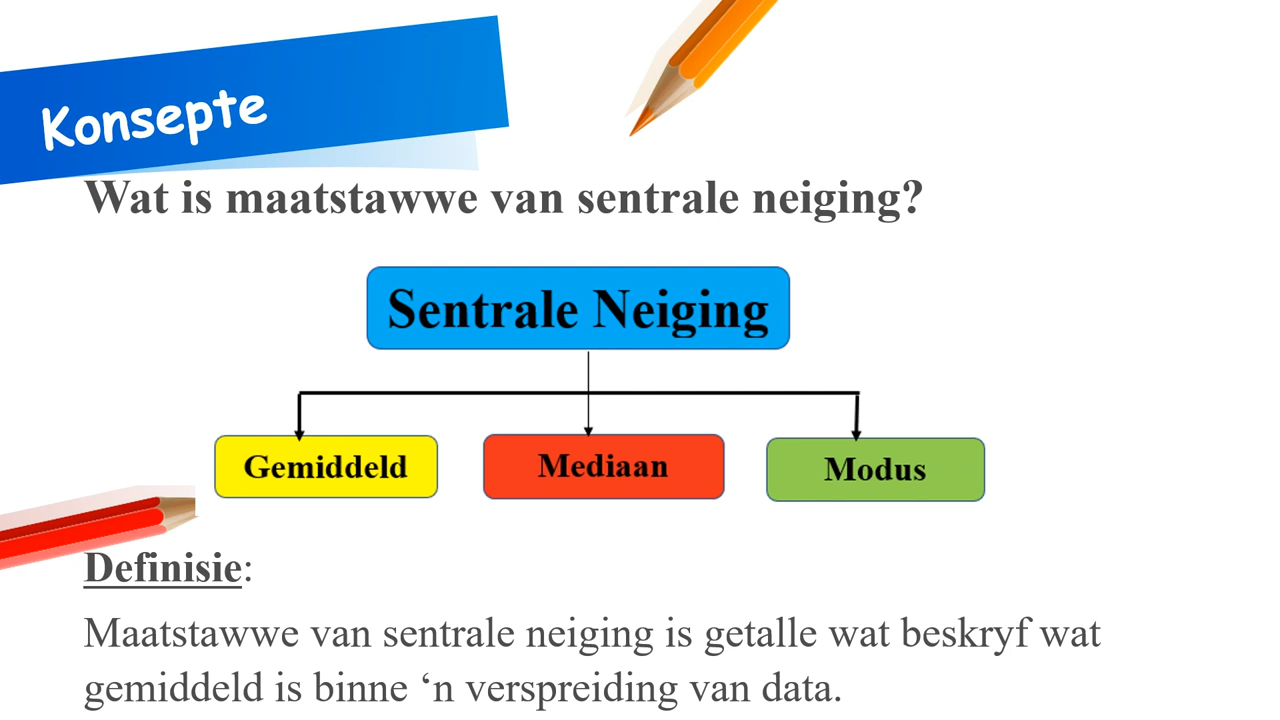 Konsepte
Wat is maatstawwe van sentrale neiging?
Sentrale Neiging
Gemiddeld
Mediaan
Modus
Definisie:
Maatstawwe van sentrale neiging is getalle wat beskryf wat
gemiddeld is binne ‘n verspreiding van data.